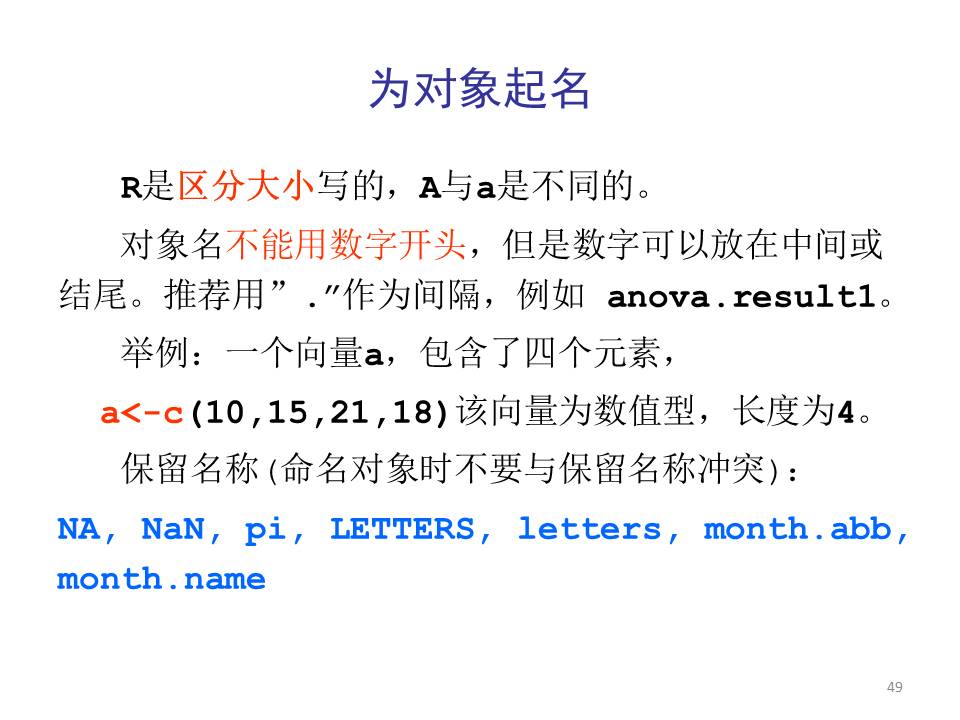 为对象起名
R是区分大小写的，A与a是不同的。
对象名不能用数字开头，但是数字可以放在中间或
结尾。推荐用”.”作为间隔，例如 anova.result1。
举例：一个向量a，包含了四个元素，
a<-c(10,15,21,18)该向量为数值型，长度为4。
保留名称(命名对象时不要与保留名称冲突)：
NA, NaN, pi, LETTERS, letters, month.abb,
month.name
49